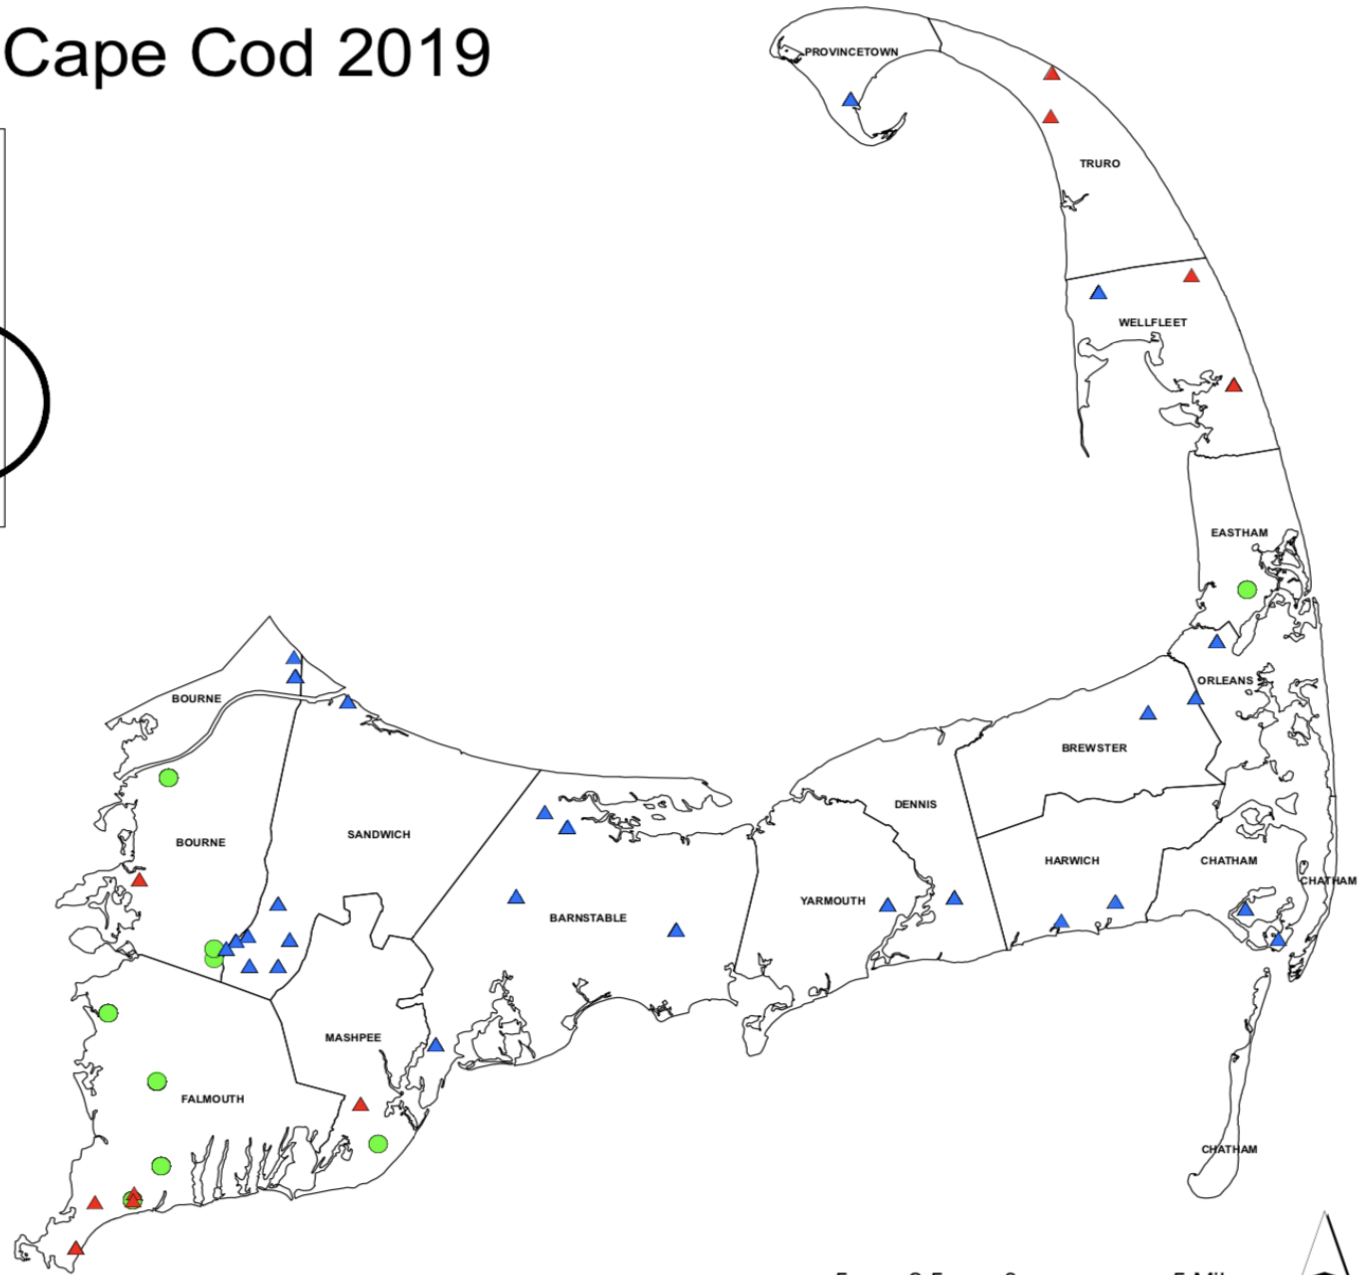 Cape Cod 2019
PROVINCETOWN
TRURO
WELLFLEET
EASTHAM
ORLEANS
BOURNE
BREWSTER
DENNIS
SANDWICH
BOURNE
HARWICH
CHATHAM
CHATHAM
YARMOUTH
BARNSTABLE
MASHPEE
FALMOUTH
CHATHAM